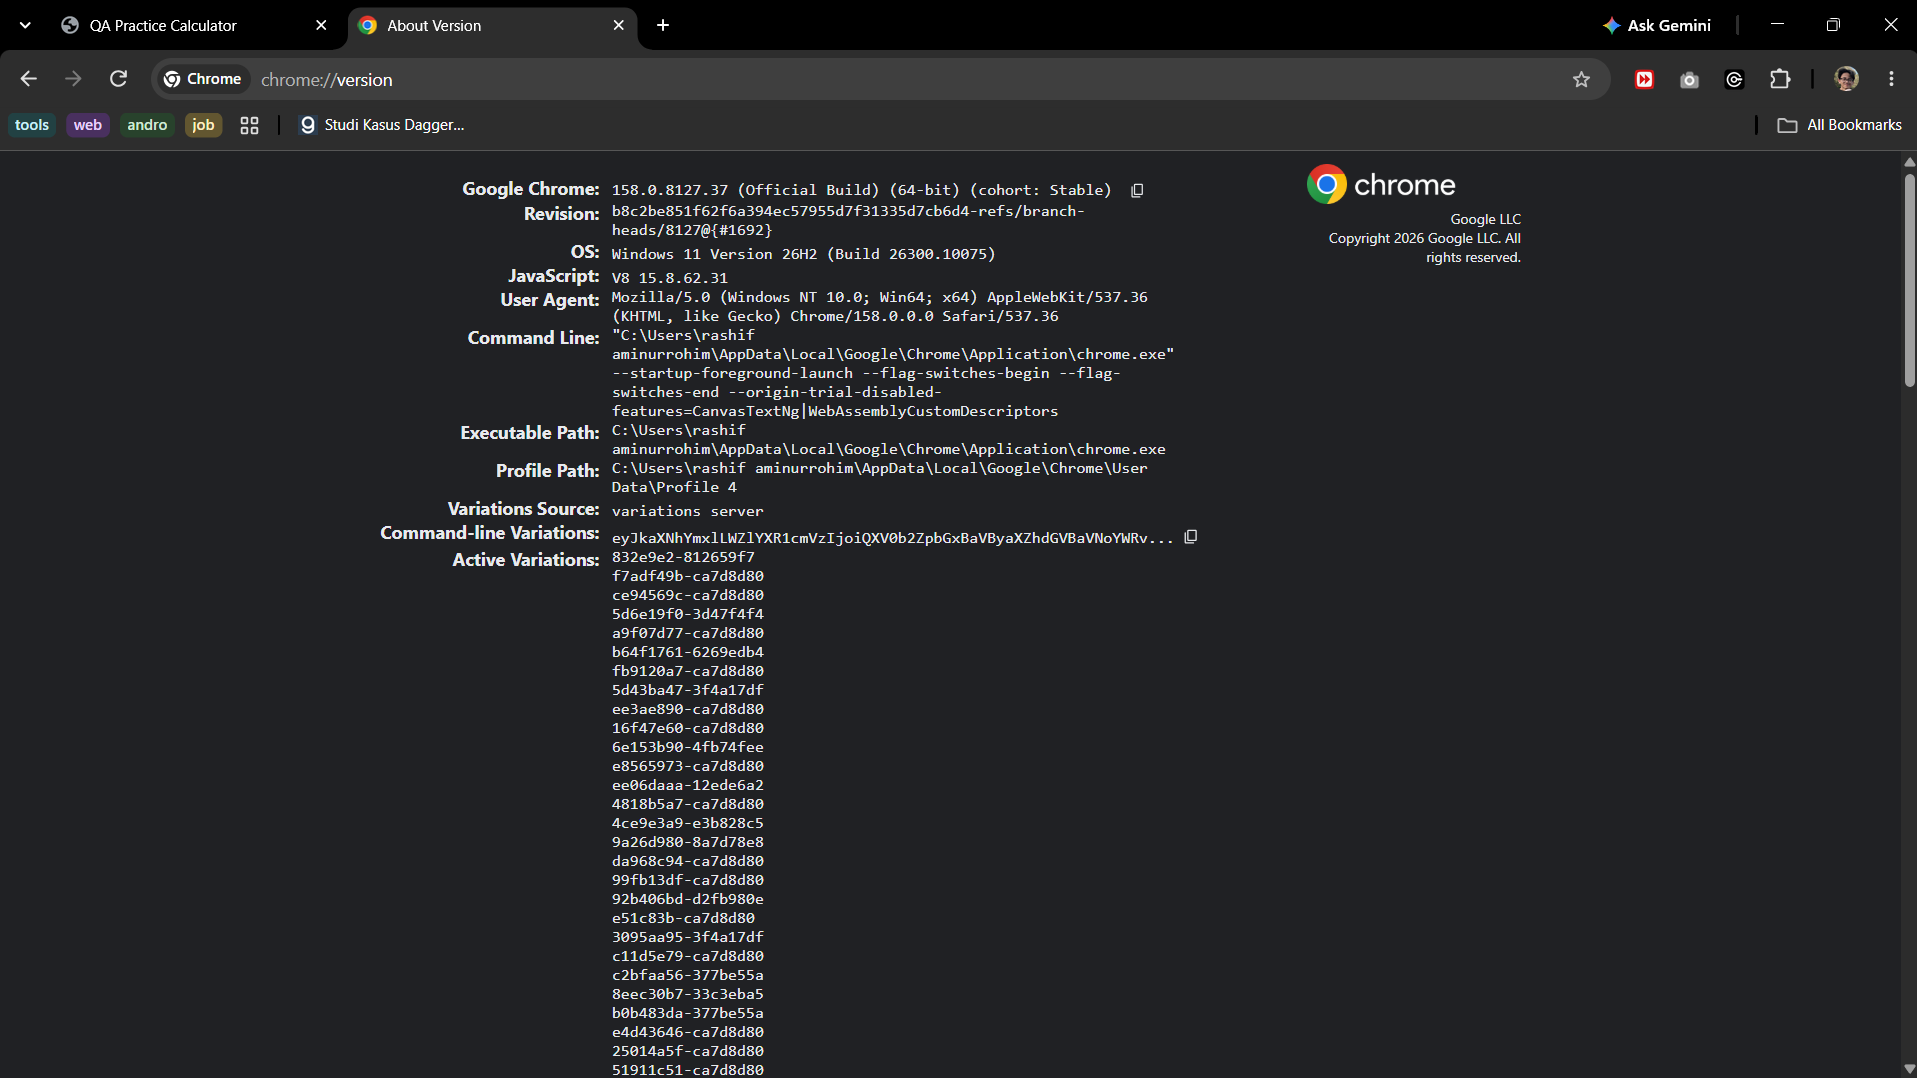 QA Practice Calculator
About Version
Ask Gemini
Chrome
chrome://version
tools
web
andro
job
Studi Kasus Dagger...
All Bookmarks
Google Chrome: 158.0.8127.37 (Official Build) (64-bit) (cohort: Stable)
Revision: b8c2be851f62f6a394ec57955d7f31335d7cb6d4-refs/branch-
heads/8127@{#1692}
OS: Windows 11 Version 26H2 (Build 26300.10075)
JavaScript: V8 15.8.62.31
User Agent: Mozilla/5.0 (Windows NT 10.0; Win64; x64) AppleWebKit/537.36
(KHTML, like Gecko) Chrome/158.0.0.0 Safari/537.36
Command Line: "C:\Users\rashif
aminurrohim\AppData\Local\Google\Chrome\Application\chrome.exe"
--startup-foreground-launch --flag-switches-begin --flag-
switches-end --origin-trial-disabled-
features=CanvasTextNg|WebAssemblyCustomDescriptors
Executable Path: C:\Users\rashif
aminurrohim\AppData\Local\Google\Chrome\Application\chrome.exe
Profile Path: C:\Users\rashif aminurrohim\AppData\Local\Google\Chrome\User
Data\Profile 4
Variations Source: variations server
Command-line Variations: eyJkaXNhYmxlLWZlYXR1cmVzIjoiQXV0b2ZpbGxBaVByaXZhdGVBaVNoYWRv...
Active Variations: 832e9e2-812659f7
f7adf49b-ca7d8d80
ce94569c-ca7d8d80
5d6e19f0-3d47f4f4
a9f07d77-ca7d8d80
b64f1761-6269edb4
fb9120a7-ca7d8d80
5d43ba47-3f4a17df
ee3ae890-ca7d8d80
16f47e60-ca7d8d80
6e153b90-4fb74fee
e8565973-ca7d8d80
ee06daaa-12ede6a2
4818b5a7-ca7d8d80
4ce9e3a9-e3b828c5
9a26d980-8a7d78e8
da968c94-ca7d8d80
99fb13df-ca7d8d80
92b406bd-d2fb980e
e51c83b-ca7d8d80
3095aa95-3f4a17df
c11d5e79-ca7d8d80
c2bfaa56-377be55a
8eec30b7-33c3eba5
b0b483da-377be55a
e4d43646-ca7d8d80
25014a5f-ca7d8d80
51911c51-ca7d8d80
chrome
Google LLC
Copyright 2026 Google LLC. All
rights reserved.